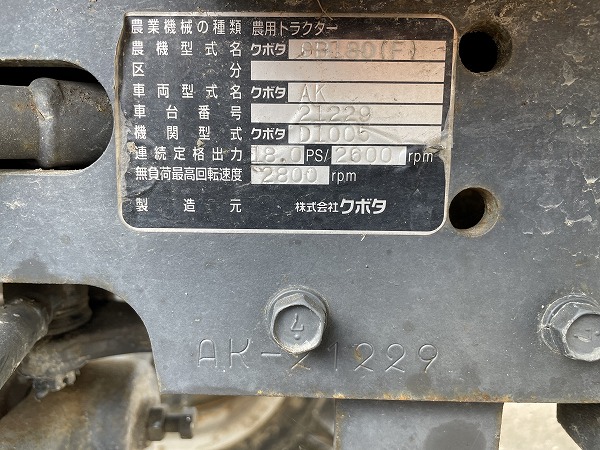 農業機械の種類 農用トラクター
農機型式名 クボタ GB180(F)
区分
車両型式名 クボタ AK
車台番号 21229
機関型式 クボタ D1005
連続定格出力 18.0 PS/ 2600 rpm
無負荷最高回転速度 2800 rpm
製造元 株式会社クボタ
7
AK-21229